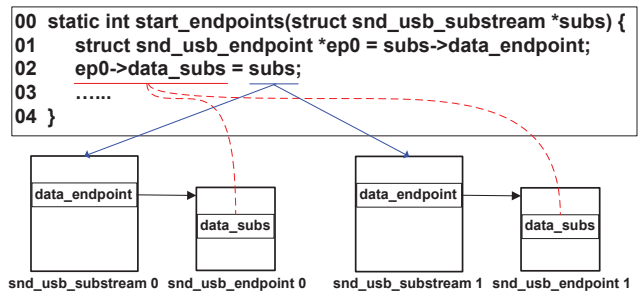 00 static int start_endpoints(struct snd_usb_substream *subs) {
01 struct snd_usb_endpoint *ep0 = subs->data_endpoint;
02 ep0->data_subs = subs;
03 …...
04 }
data_endpoint
data_subs
data_endpoint
data_subs
snd_usb_substream 0 snd_usb_endpoint 0 snd_usb_substream 1 snd_usb_endpoint 1